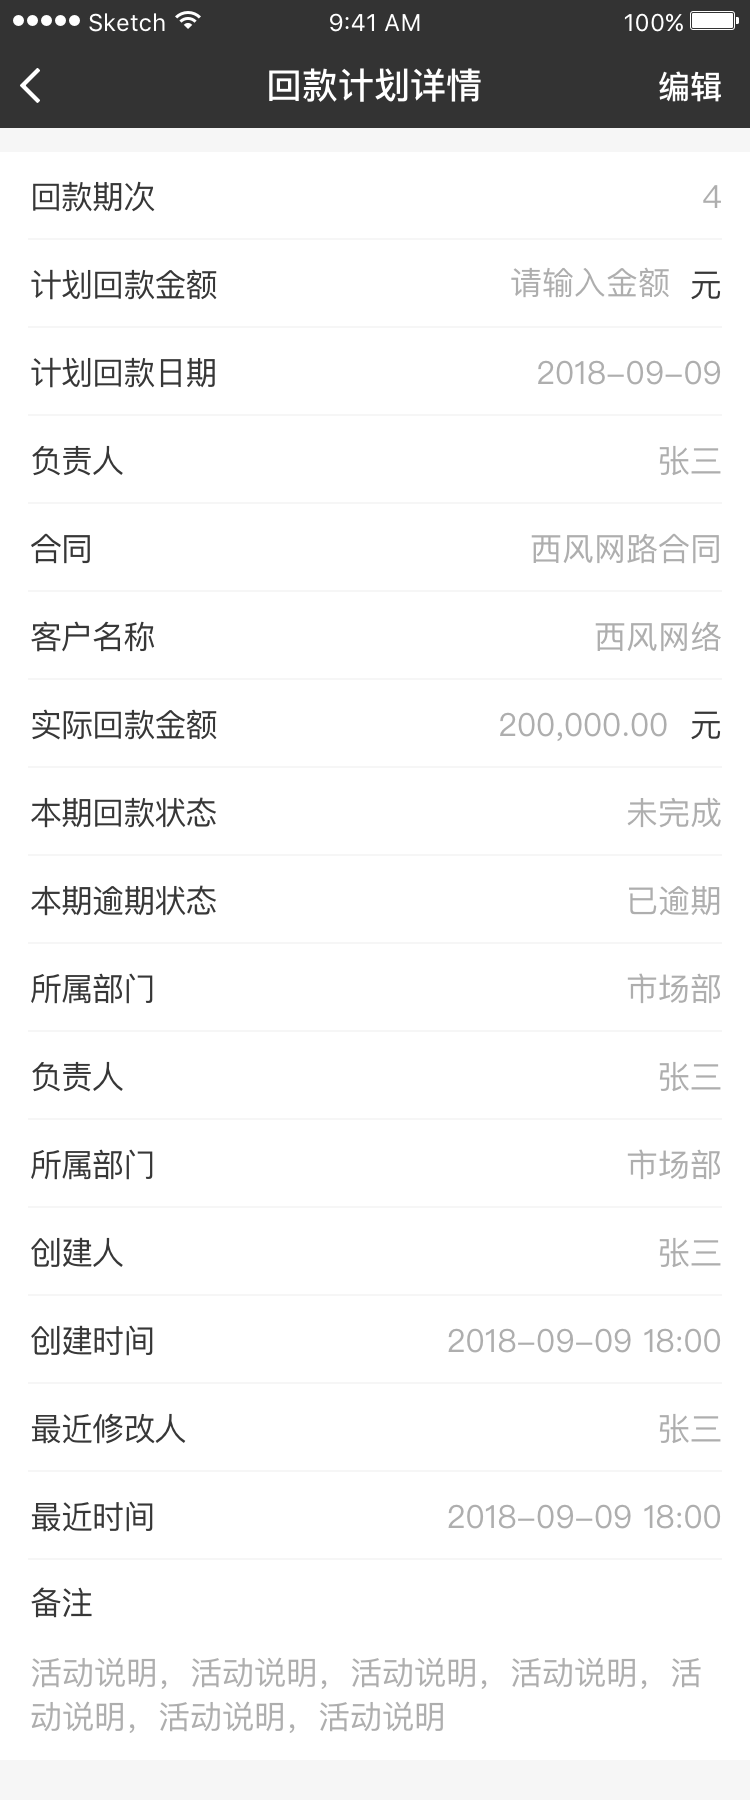 ●●●●● Sketch 9:41 AM 100%
回款计划详情 编辑
回款期次 4
计划回款金额 请输入金额 元
计划回款日期 2018-09-09
负责人 张三
合同 西风网路合同
客户名称 西风网络
实际回款金额 200,000.00 元
本期回款状态 未完成
本期逾期状态 已逾期
所属部门 市场部
负责人 张三
所属部门 市场部
创建人 张三
创建时间 2018-09-09 18:00
最近修改人 张三
最近时间 2018-09-09 18:00
备注
活动说明，活动说明，活动说明，活动说明，活
动说明，活动说明，活动说明